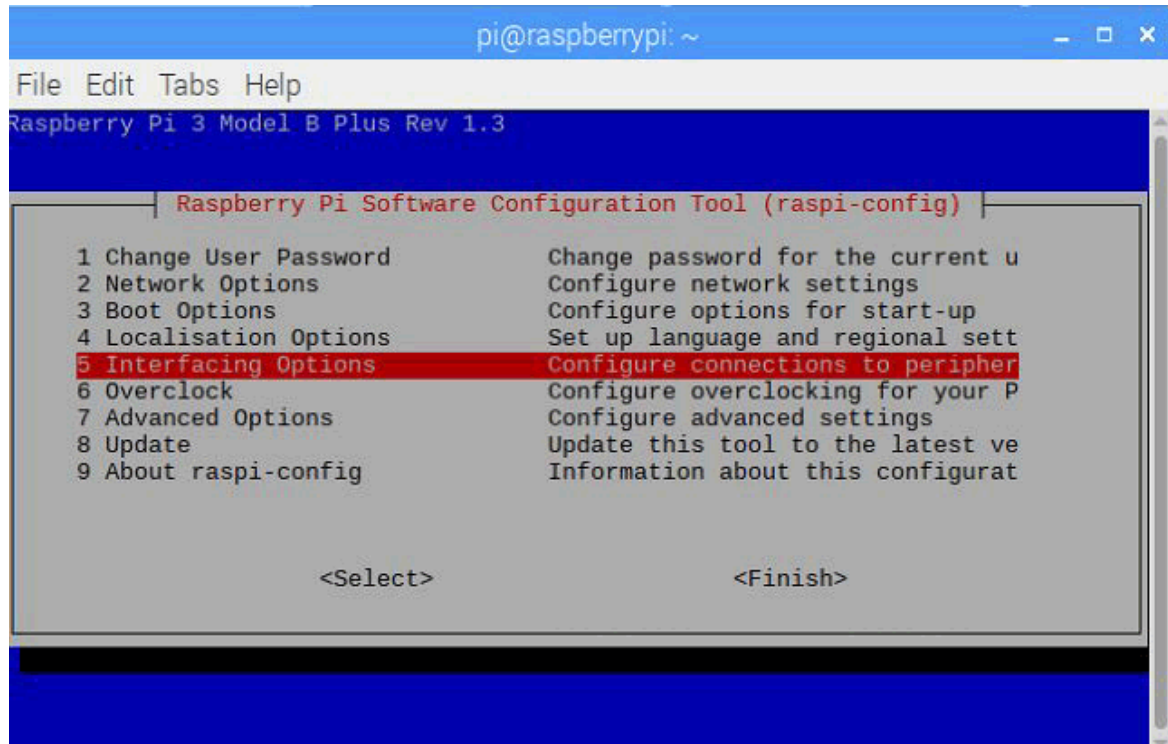 pi@raspberrypi: ~
File Edit Tabs Help
Raspberry Pi 3 Model B Plus Rev 1.3
Raspberry Pi Software Configuration Tool (raspi-config)
1 Change User Password Change password for the current u
2 Network Options Configure network settings
3 Boot Options Configure options for start-up
4 Localisation Options Set up language and regional sett
5 Interfacing Options Configure connections to peripher
6 Overclock Configure overclocking for your P
7 Advanced Options Configure advanced settings
8 Update Update this tool to the latest ve
9 About raspi-config Information about this configurat
<Select> <Finish>